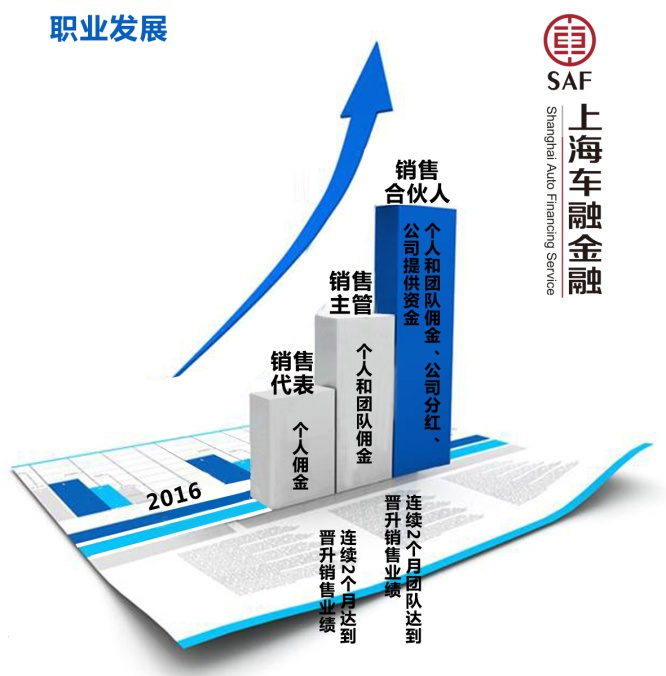 职业发展
SAF
上海车融金融
Shanghai Auto Financing Service
销售
合伙人
个人和团队佣金、公司分红、
公司提供资金
销售
主管
个人和团队佣金
销售
代表
个人佣金
2016
连续2个月达到
晋升销售业绩
连续2个月团队达到
晋升销售业绩